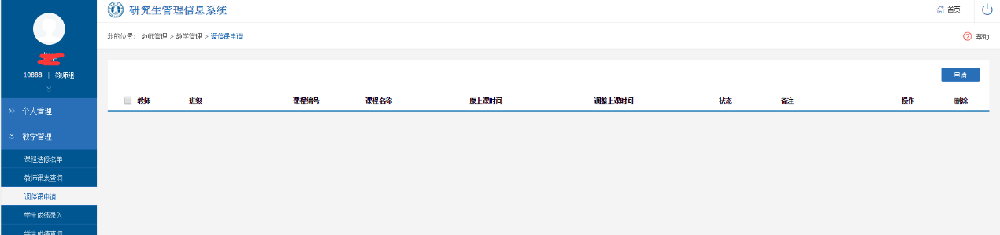 研究生管理信息系统
首页
我的位置: 教师管理 > 教学管理 > 调停课申请
帮助
10888 | 教师组
个人管理
教学管理
课程选修名单
教师课表查询
调停课申请
学生成绩录入
学生成绩查询
申请
教师 班级 课程编号 课程名称 原上课时间 调整上课时间 状态 备注 操作 删除